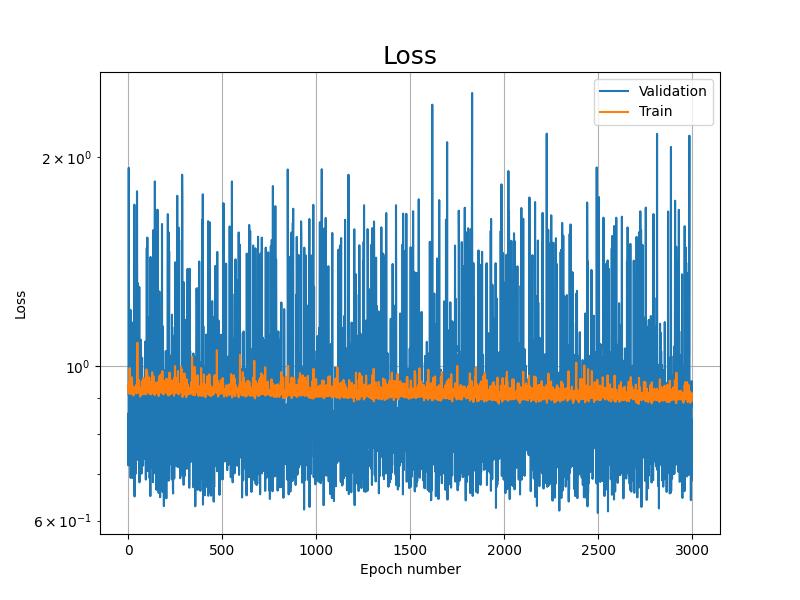 Loss
Validation
Train
2 × 10⁰
10⁰
6 × 10⁻¹
Loss
0 500 1000 1500 2000 2500 3000
Epoch number